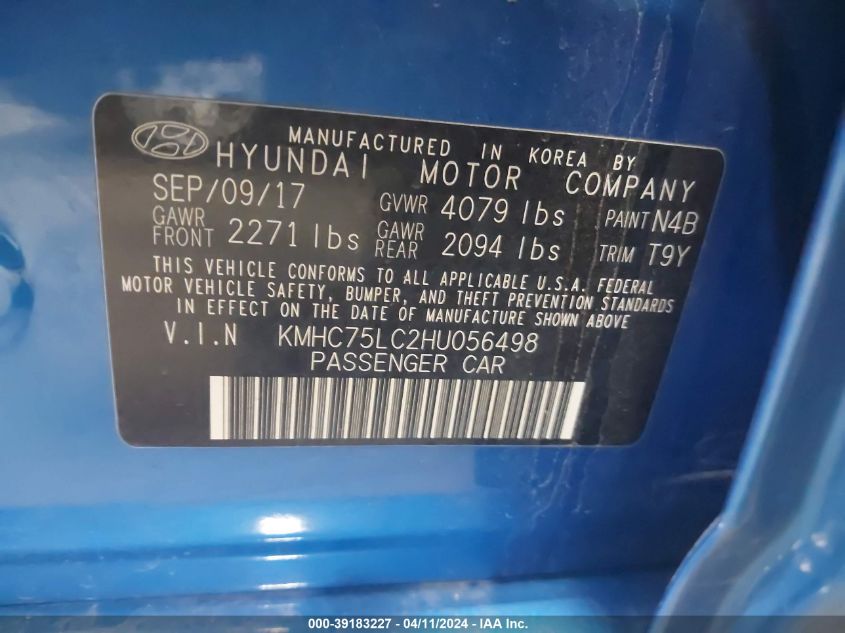 MANUFACTURED IN KOREA BY
HYUNDAI MOTOR COMPANY
SEP/09/17 GVWR 4079 lbs PAINT N4B
GAWR FRONT 2271 lbs GAWR REAR 2094 lbs TRIM T9Y
THIS VEHICLE CONFORMS TO ALL APPLICABLE U.S.A. FEDERAL
MOTOR VEHICLE SAFETY, BUMPER, AND THEFT PREVENTION STANDARDS
IN EFFECT ON THE DATE OF MANUFACTURE SHOWN ABOVE
V.I.N KMHC75LC2HU056498
PASSENGER CAR
000-39183227 - 04/11/2024 - IAA Inc.